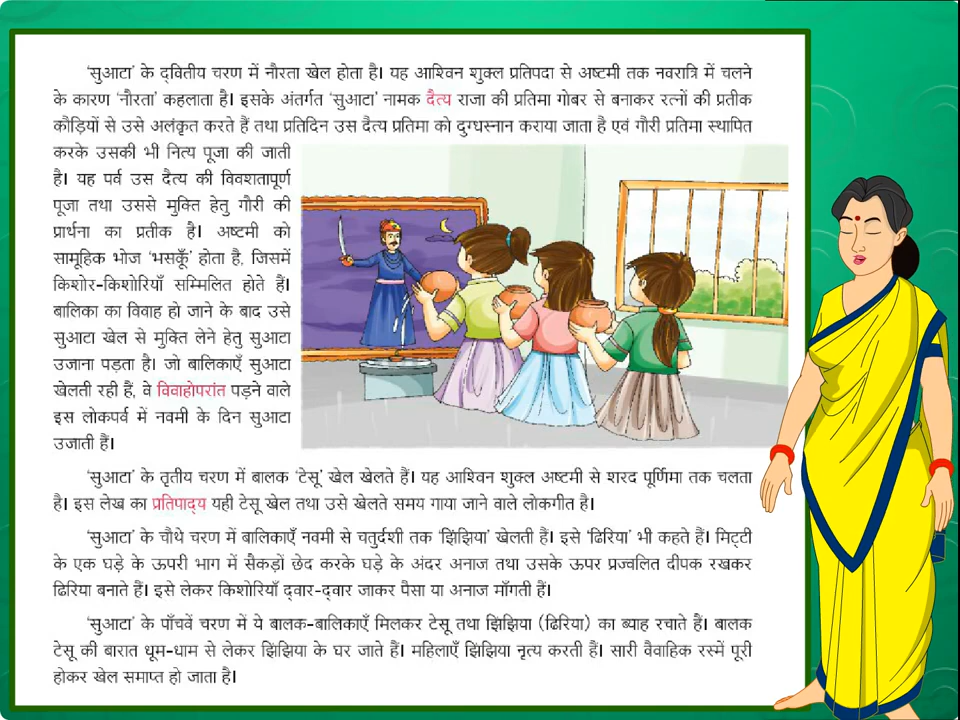 'सुआटा' के द्‌वितीय चरण में नौरता खेल होता है। यह आश्विन शुक्ल प्रतिपदा से अष्टमी तक नवरात्रि में चलने
के कारण 'नौरता' कहलाता है। इसके अंतर्गत 'सुआटा' नामक दैत्य राजा की प्रतिमा गोबर से बनाकर रत्नों की प्रतीक
कौड़ियों से उसे अलंकृत करते हैं तथा प्रतिदिन उस दैत्य प्रतिमा को दुग्धस्नान कराया जाता है एवं गौरी प्रतिमा स्थापित
करके उसकी भी नित्य पूजा की जाती
है। यह पर्व उस दैत्य की विवशतापूर्ण
पूजा तथा उससे मुक्ति हेतु गौरी की
प्रार्थना का प्रतीक है। अष्टमी को
सामूहिक भोज 'भसकूँ' होता है, जिसमें
किशोर-किशोरियाँ सम्मिलित होते हैं।
बालिका का विवाह हो जाने के बाद उसे
सुआटा खेल से मुक्ति लेने हेतु सुआटा
उजाना पड़ता है। जो बालिकाएँ सुआटा
खेलती रही हैं, वे विवाहोपरांत पड़ने वाले
इस लोकपर्व में नवमी के दिन सुआटा
उजाती हैं।
'सुआटा' के तृतीय चरण में बालक 'टेसू' खेल खेलते हैं। यह आश्विन शुक्ल अष्टमी से शरद पूर्णिमा तक चलता
है। इस लेख का प्रतिपाद्‌य यही टेसू खेल तथा उसे खेलते समय गाया जाने वाले लोकगीत है।
'सुआटा' के चौथे चरण में बालिकाएँ नवमी से चतुर्दशी तक 'झिंझिया' खेलती हैं। इसे 'ढिरिया' भी कहते हैं। मिट्‌टी
के एक घड़े के ऊपरी भाग में सैकड़ों छेद करके घड़े के अंदर अनाज तथा उसके ऊपर प्रज्वलित दीपक रखकर
ढिरिया बनाते हैं। इसे लेकर किशोरियाँ द्‌वार-द्‌वार जाकर पैसा या अनाज माँगती हैं।
'सुआटा' के पाँचवें चरण में ये बालक-बालिकाएँ मिलकर टेसू तथा झिंझिया (ढिरिया) का ब्याह रचाते हैं। बालक
टेसू की बारात धूम-धाम से लेकर झिंझिया के घर जाते हैं। महिलाएँ झिंझिया नृत्य करती हैं। सारी वैवाहिक रस्में पूरी
होकर खेल समाप्त हो जाता है।